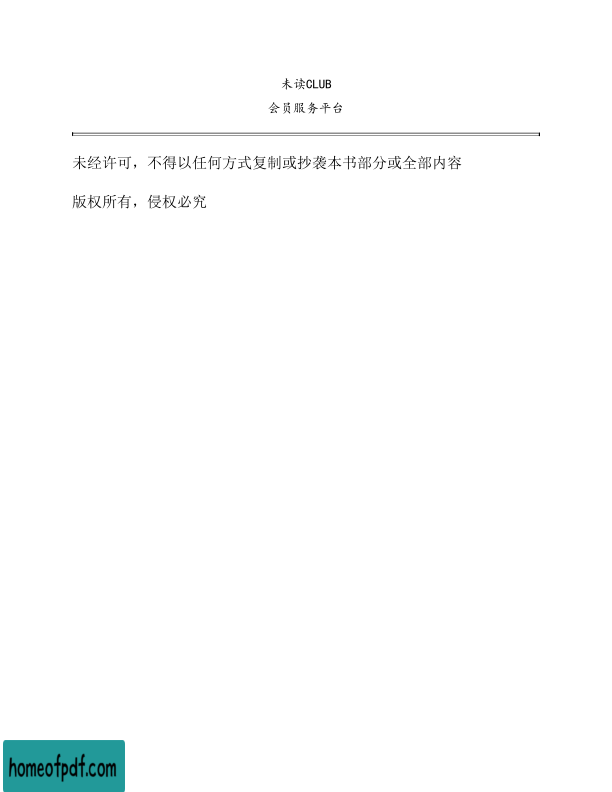 未读CLUB
会员服务平台
未经许可，不得以任何方式复制或抄袭本书部分或全部内容
版权所有，侵权必究
homeofpdf.com